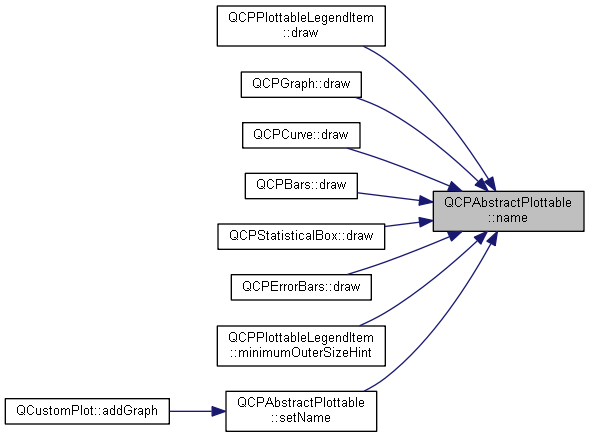 QCPPlottableLegendItem
::draw
QCPGraph::draw
QCPCurve::draw
QCPBars::draw
QCPAbstractPlottable
::name
QCPStatisticalBox::draw
QCPErrorBars::draw
QCPPlottableLegendItem
::minimumOuterSizeHint
QCustomPlot::addGraph
QCPAbstractPlottable
::setName